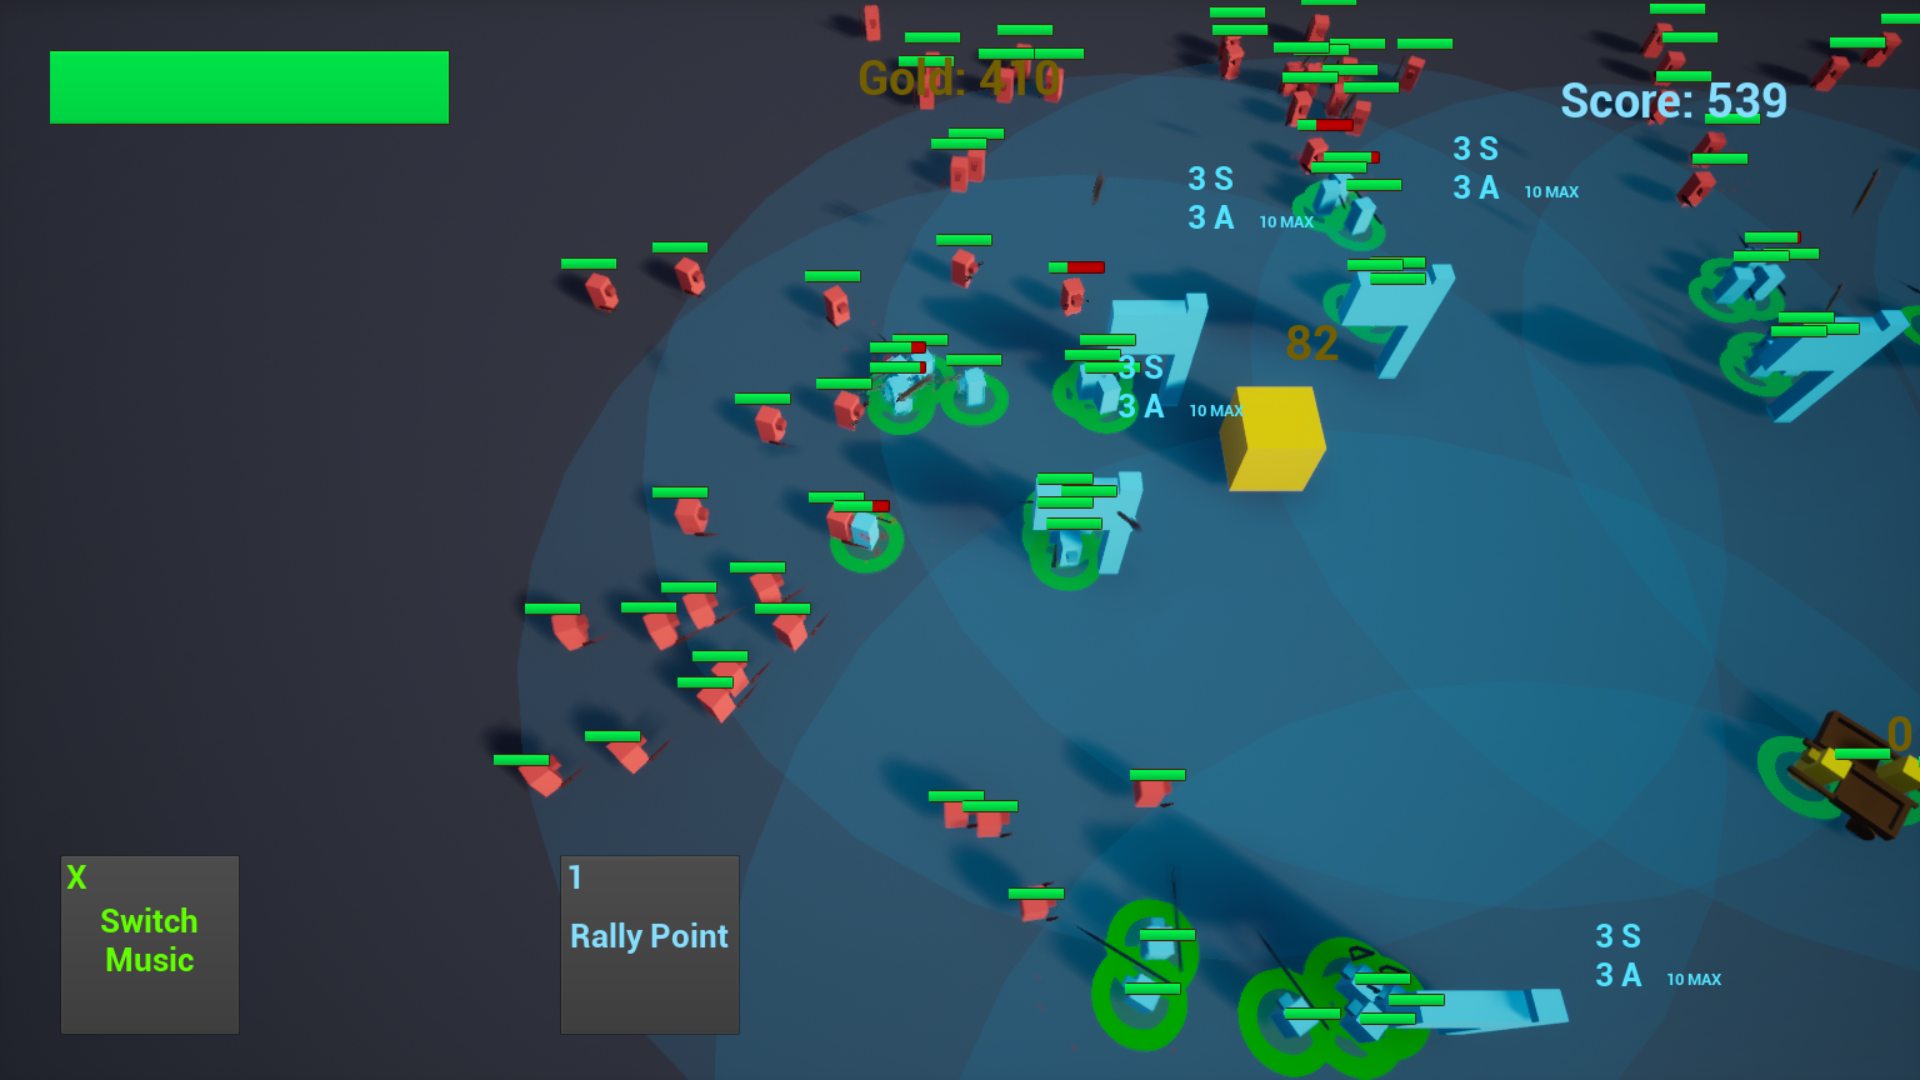 Gold: 410
Score: 539
3 S
3 A 10 MAX
3 S
3 A 10 MAX
82
3 S
3 A 10 MAX
0
X
Switch
Music
1
Rally Point
3 S
3 A 10 MAX